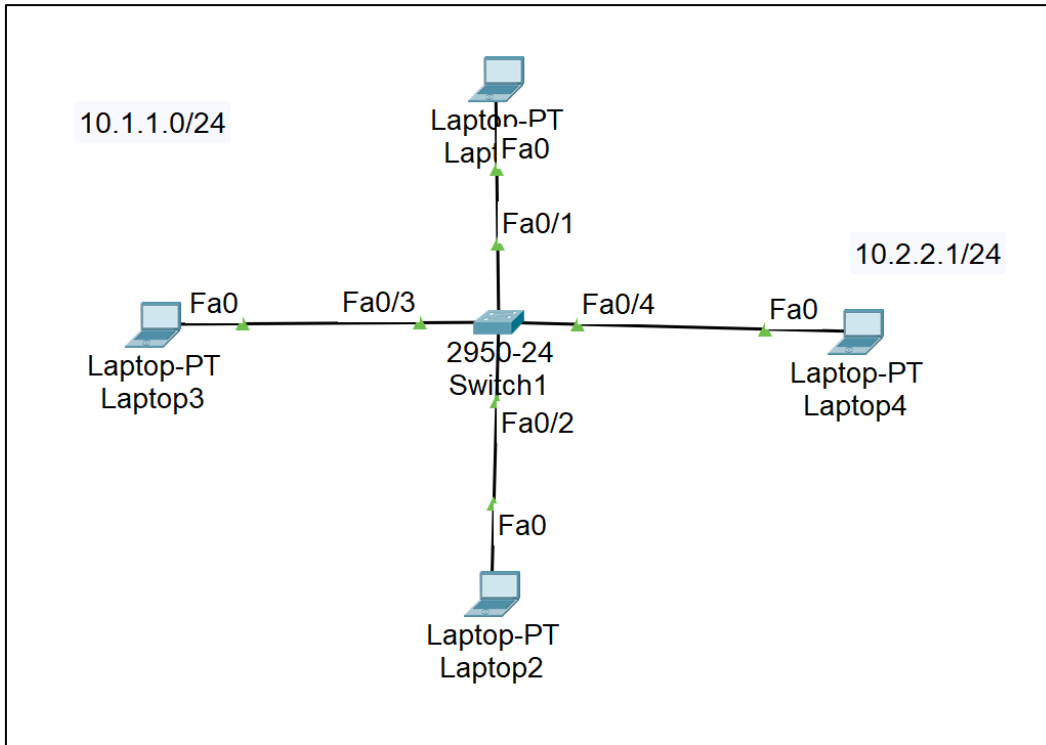 Laptop-PT
10.1.1.0/24
Fa0
Fa0/1
10.2.2.1/24
Fa0
Fa0/3
Fa0/4
Fa0
Laptop-PT
Laptop3
2950-24
Switch1
Laptop-PT
Laptop4
Fa0/2
Fa0
Laptop-PT
Laptop2